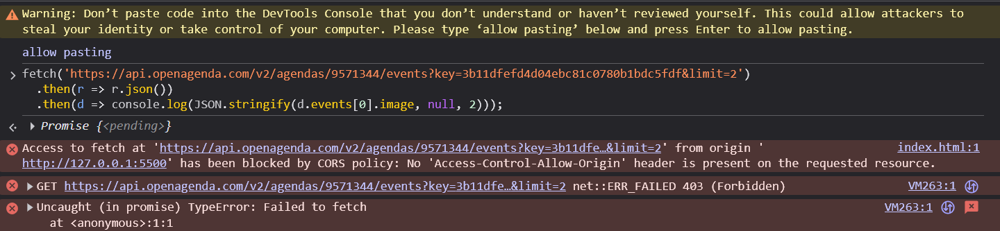 Warning: Don’t paste code into the DevTools Console that you don’t understand or haven’t reviewed yourself. This could allow attackers to
steal your identity or take control of your computer. Please type ‘allow pasting’ below and press Enter to allow pasting.
allow pasting
fetch('https://api.openagenda.com/v2/agendas/9571344/events?key=3b11dfefd4d04ebc81c0780b1bdc5fdf&limit=2')
.then(r => r.json())
.then(d => console.log(JSON.stringify(d.events[0].image, null, 2)));
Promise {<pending>}
Access to fetch at 'https://api.openagenda.com/v2/agendas/9571344/events?key=3b11dfe…&limit=2' from origin ' index.html:1
http://127.0.0.1:5500' has been blocked by CORS policy: No 'Access-Control-Allow-Origin' header is present on the requested resource.
GET https://api.openagenda.com/v2/agendas/9571344/events?key=3b11dfe…&limit=2 net::ERR_FAILED 403 (Forbidden) VM263:1
Uncaught (in promise) TypeError: Failed to fetch VM263:1
at <anonymous>:1:1